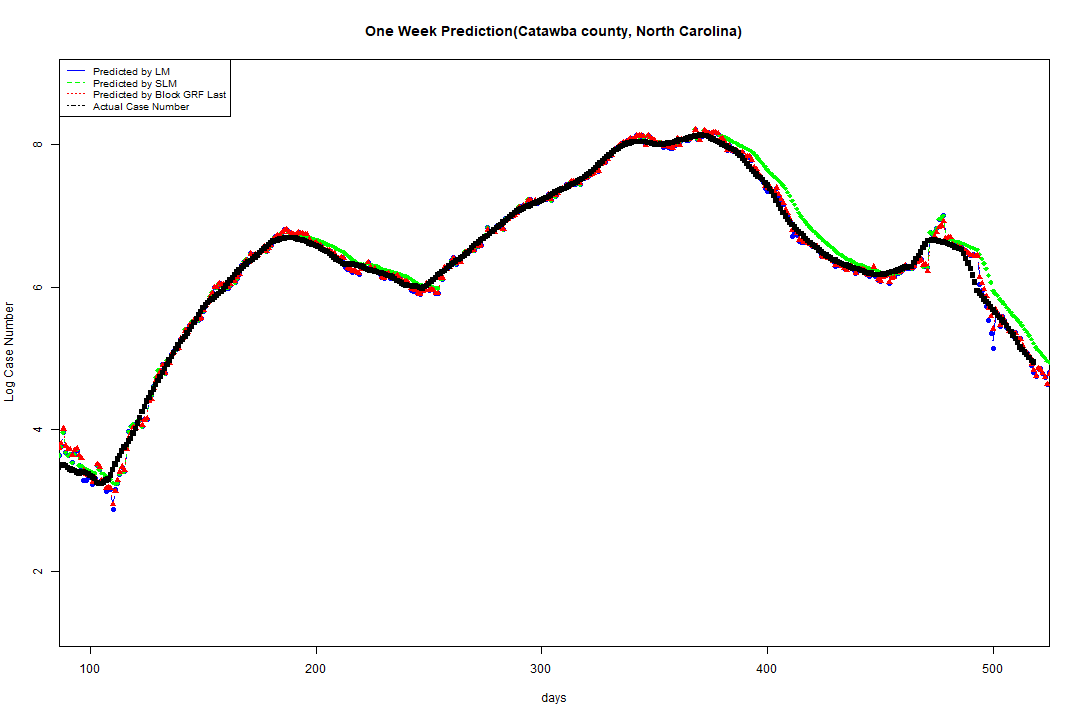 One Week Prediction(Catawba county, North Carolina)
Predicted by LM
Predicted by SLM
Predicted by Block GRF Last
Actual Case Number
Log Case Number
8
6
4
2
100 200 300 400 500
days